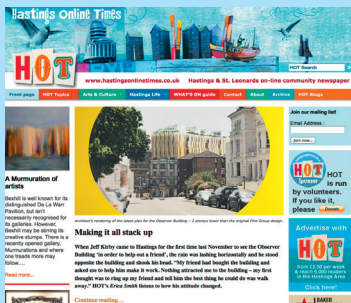 Hastings Online Times
HOT
HOT Search
www.hastingsonlinetimes.co.uk Hastings & St. Leonards on-line community newspaper
Front page HOT Topics Arts & Culture Hastings Life WHAT'S ON guide Contact About Archive HOT Blogs
A Murmuration of
artists
Bexhill is well known for its
distinguished De La Warr
Pavilion, but isn't
necessarily recognised for
its galleries. However,
Bexhill may be stirring its
creative stumps. There is a
recently opened gallery,
Murmurations and where
one treads more may
follow....
Read more...
Architect's rendering of the latest plan for the Observer Building – 2 storeys lower than the original Film Group design.
Making it all stack up
When Jeff Kirby came to Hastings for the first time last November to see the Observer
Building 'in order to help out a friend', the rain was lashing horizontally and he stood
opposite the building and shook his head. "My friend had bought the building and
asked me to help him make it work. Nothing attracted me to the building – my first
thought was to ring up my friend and tell him the best thing he could do was walk
away." HOT's Erica Smith listens to how his attitude changed.
Continue reading...
Join our mailing list!
Email Address :
Join now...
HOT
Sponsor
HOT
is run
by volunteers.
If you like it,
please Donate
Advertise with
HOT
from £2.50 per week
& reach 5,000 readers
in the Hastings Area
Click here!
BAKER